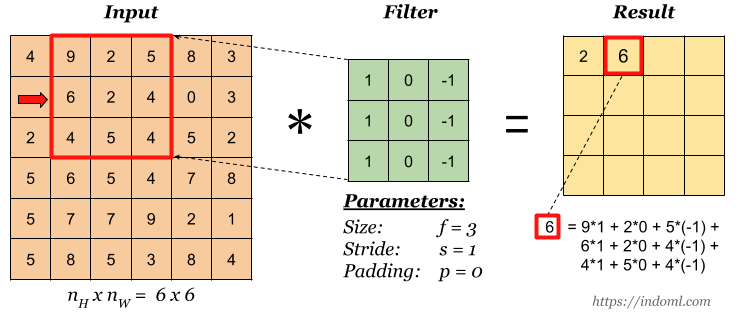 Input Filter Result
4 9 2 5 8 3
6 2 4 0 3
2 4 5 4 5 2
5 6 5 4 7 8
5 7 7 9 2 1
5 8 5 3 8 4
n_H x n_W = 6 x 6
*
1 0 -1
1 0 -1
1 0 -1
Parameters:
Size: f = 3
Stride: s = 1
Padding: p = 0
=
2 6
6 = 9*1 + 2*0 + 5*(-1) +
6*1 + 2*0 + 4*(-1) +
4*1 + 5*0 + 4*(-1)
https://indoml.com